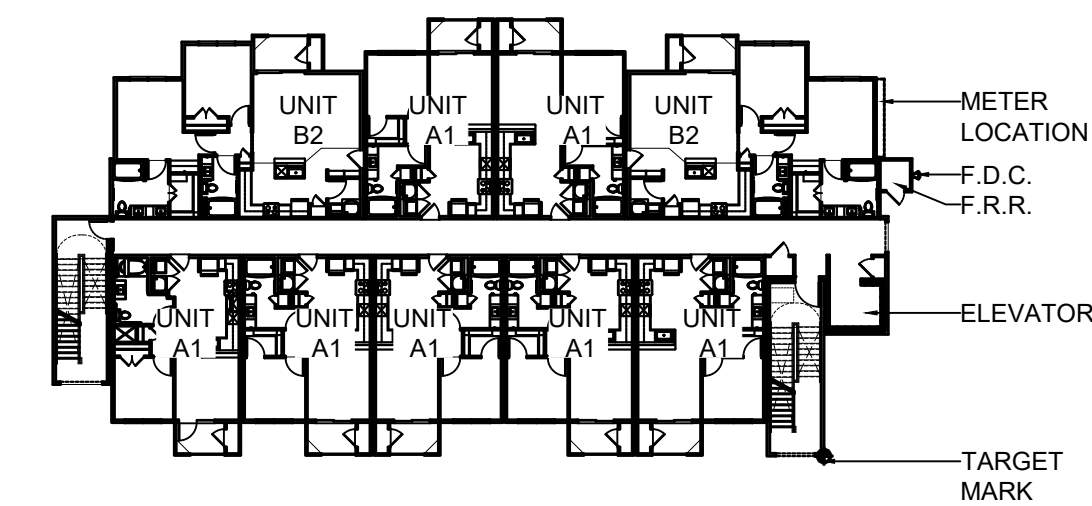 UNIT
B2
UNIT
A1
UNIT
A1
UNIT
B2
METER
LOCATION
F.D.C.
F.R.R.
UNIT
A1
UNIT
A1
UNIT
A1
UNIT
A1
UNIT
A1
ELEVATOR
TARGET
MARK